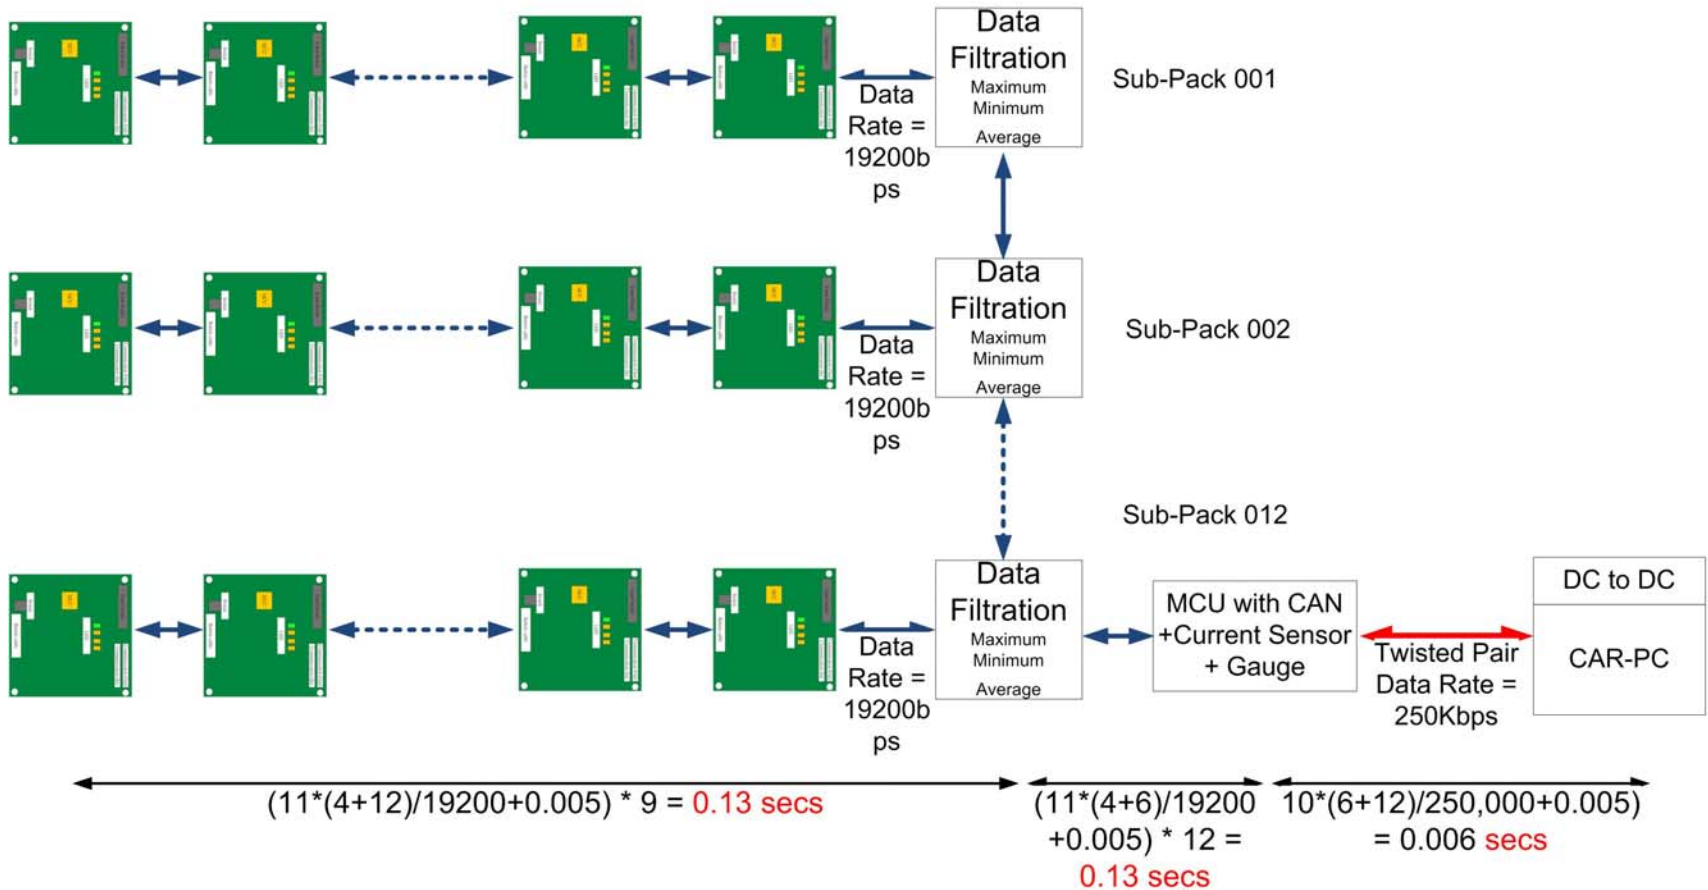 Data
Filtration
Maximum
Minimum
Average
Sub-Pack 001
Data
Rate =
19200b
ps
Data
Filtration
Maximum
Minimum
Average
Sub-Pack 002
Data
Rate =
19200b
ps
Sub-Pack 012
Data
Filtration
Maximum
Minimum
Average
Data
Rate =
19200b
ps
MCU with CAN
+Current Sensor
+ Gauge
Twisted Pair
Data Rate =
250Kbps
DC to DC
CAR-PC
(11*(4+12)/19200+0.005) * 9 = 0.13 secs
(11*(4+6)/19200
+0.005) * 12 =
0.13 secs
10*(6+12)/250,000+0.005)
= 0.006 secs